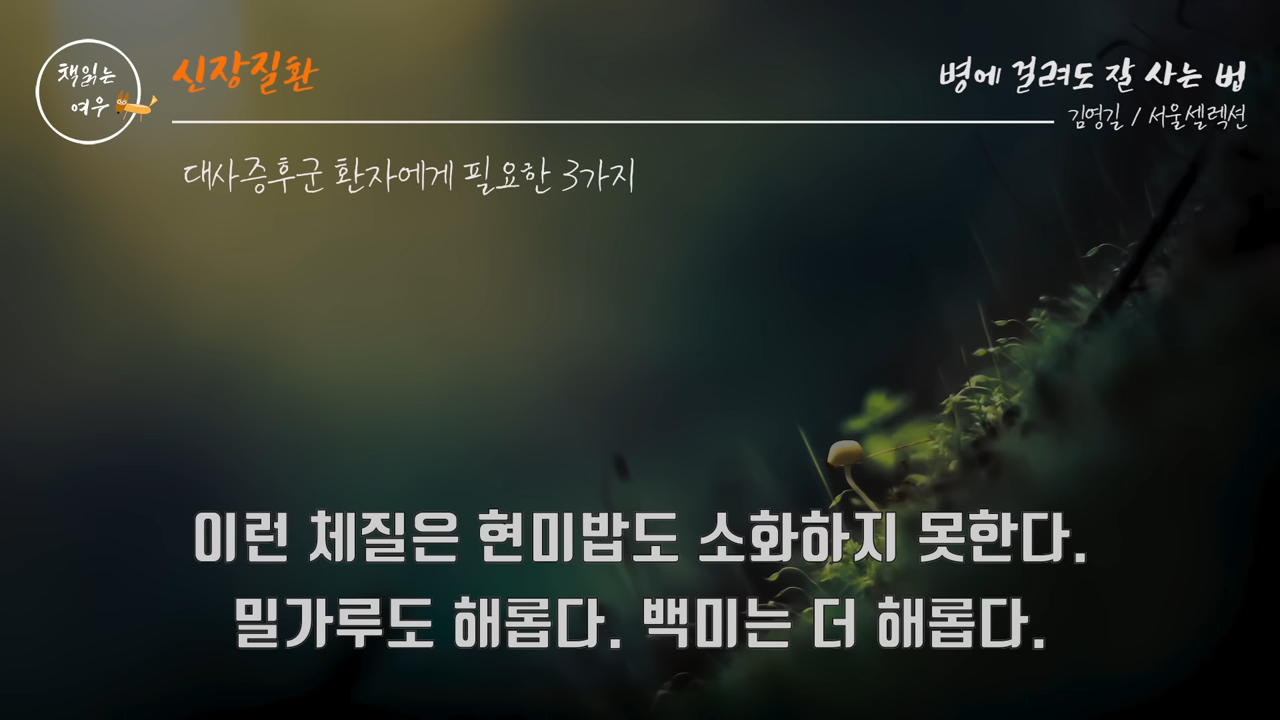 책읽는
여우
신장질환
병에 걸려도 잘 사는 법
김영길 / 서울셀렉션
대사증후군 환자에게 필요한 3가지
이런 체질은 현미밥도 소화하지 못한다.
밀가루도 해롭다. 백미는 더 해롭다.